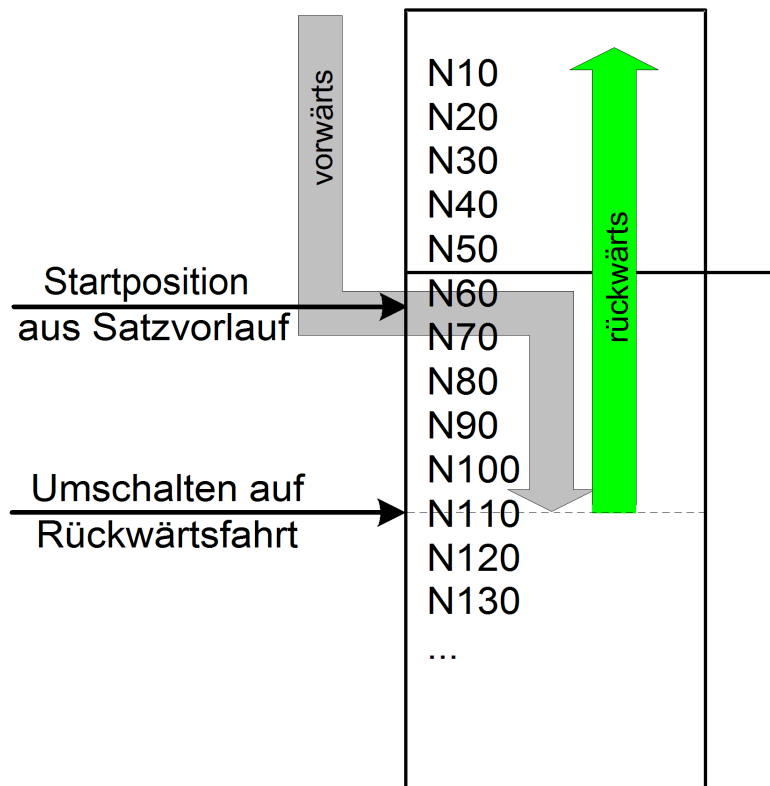 vorwärts
N10
N20
N30
N40
N50
N60
N70
N80
N90
N100
N110
N120
N130
...
rückwärts
Startposition
aus Satzvorlauf
Umschalten auf
Rückwärtsfahrt